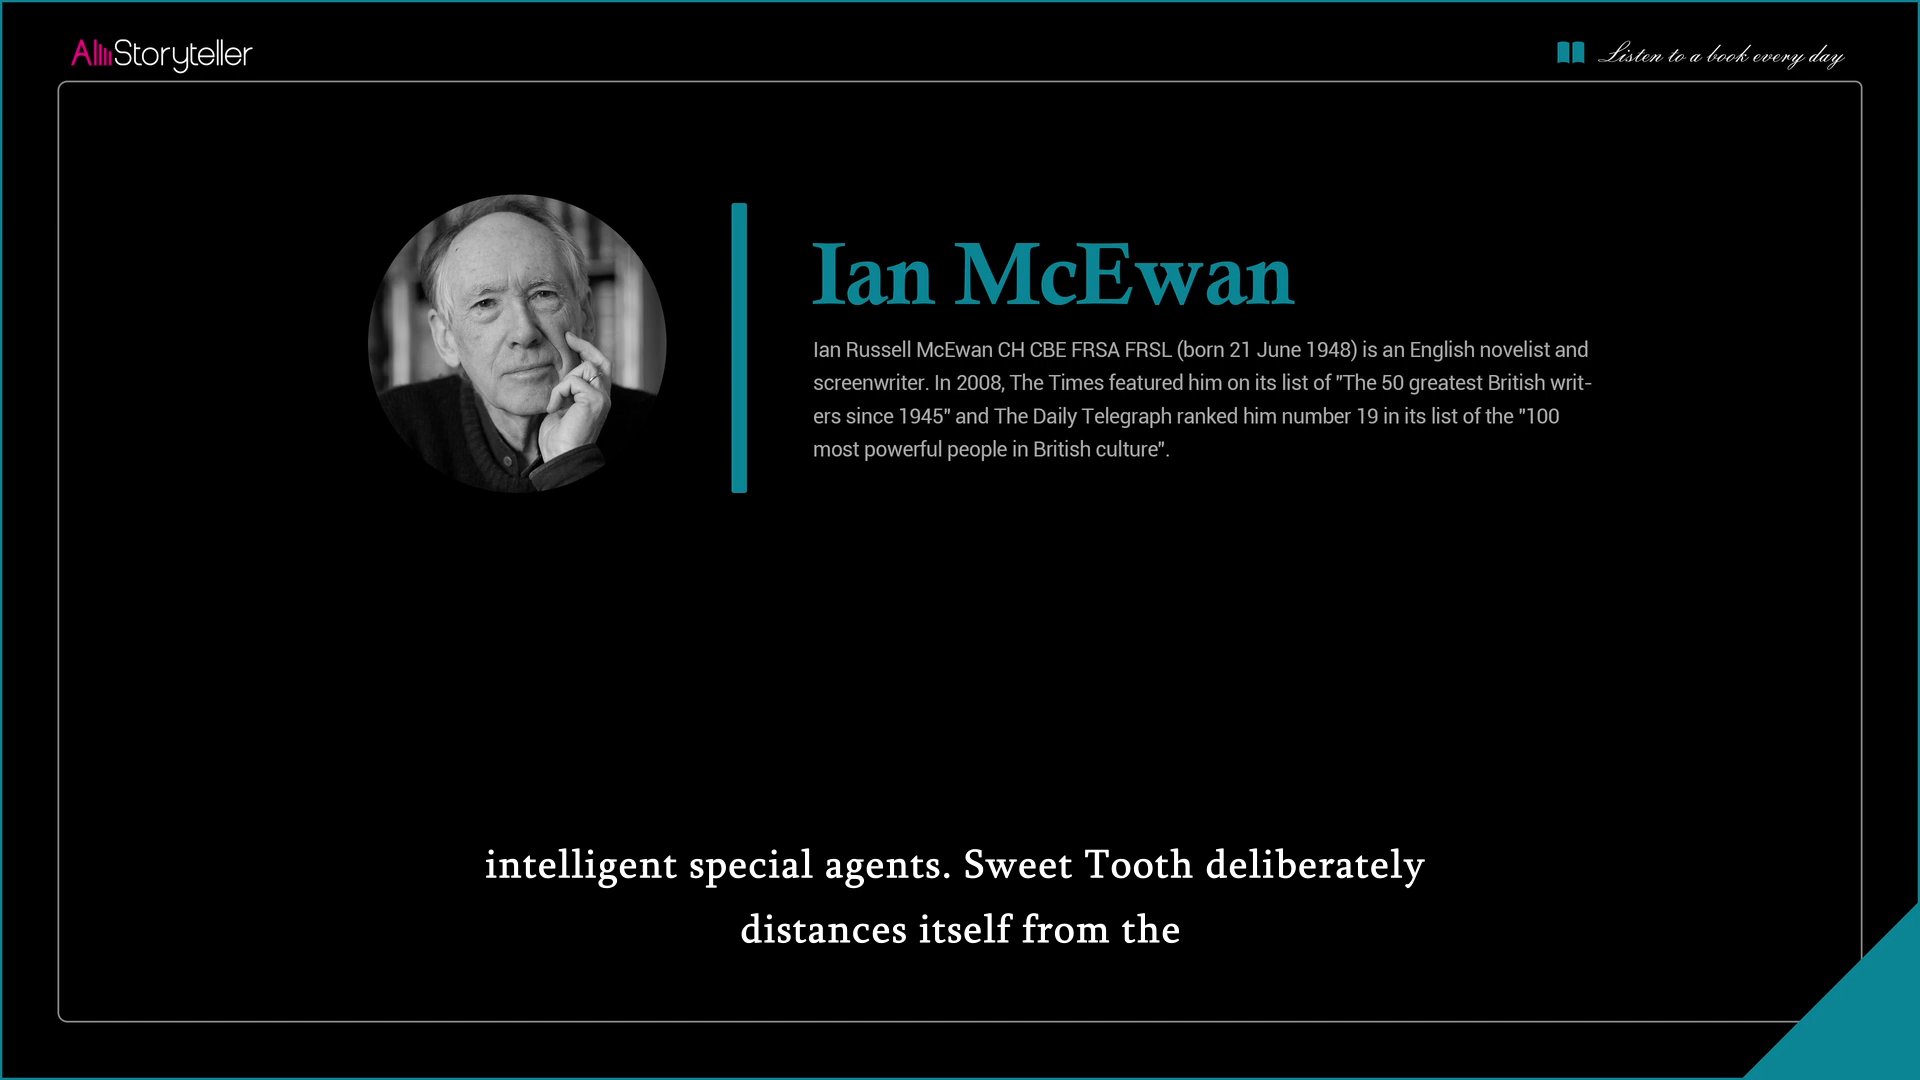 AllStoryteller
Listen to a book every day
Ian McEwan
Ian Russell McEwan CH CBE FRSA FRSL (born 21 June 1948) is an English novelist and
screenwriter. In 2008, The Times featured him on its list of "The 50 greatest British writ-
ers since 1945" and The Daily Telegraph ranked him number 19 in its list of the "100
most powerful people in British culture".
intelligent special agents. Sweet Tooth deliberately
distances itself from the